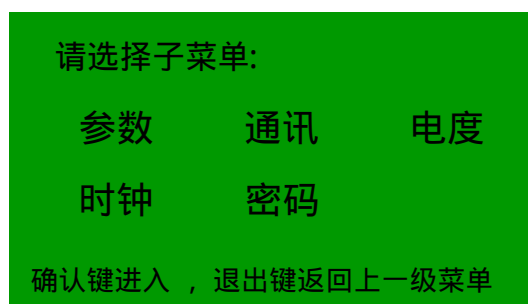 请选择子菜单:
参数 通讯 电度
时钟 密码
确认键进入 , 退出键返回上一级菜单